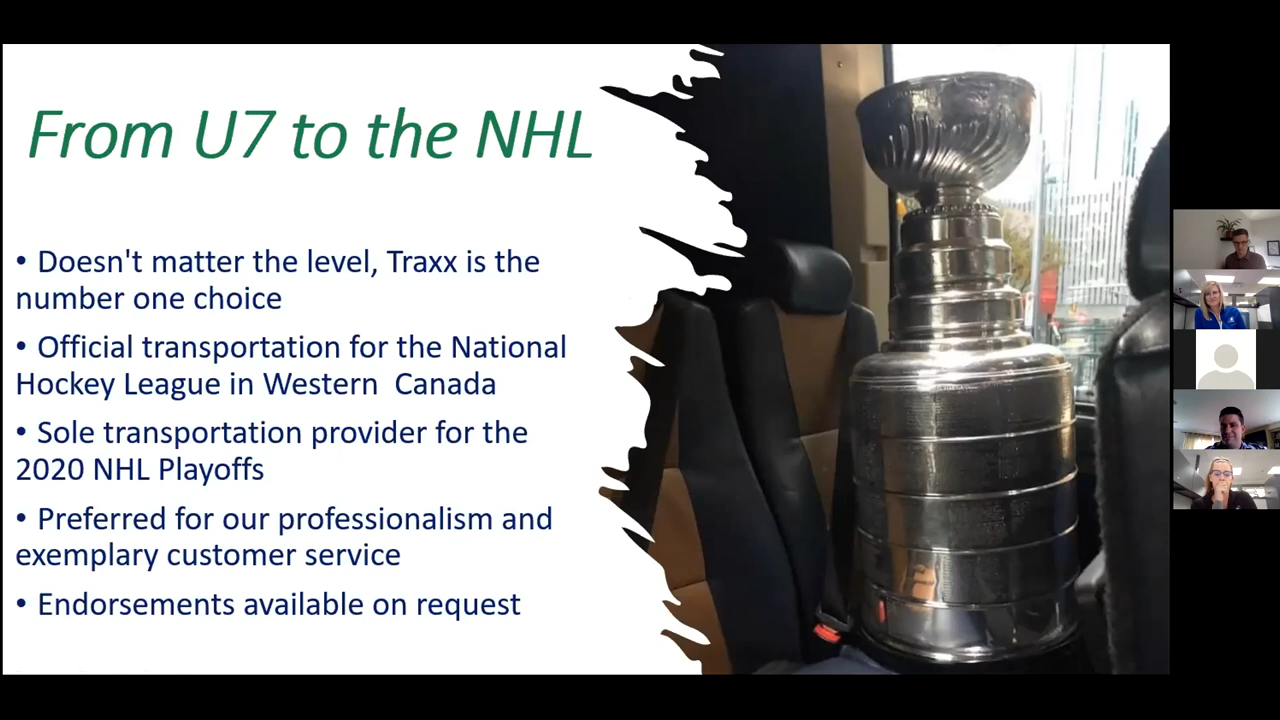 From U7 to the NHL
• Doesn't matter the level, Traxx is the
number one choice
• Official transportation for the National
Hockey League in Western  Canada
• Sole transportation provider for the
2020 NHL Playoffs
• Preferred for our professionalism and
exemplary customer service
• Endorsements available on request